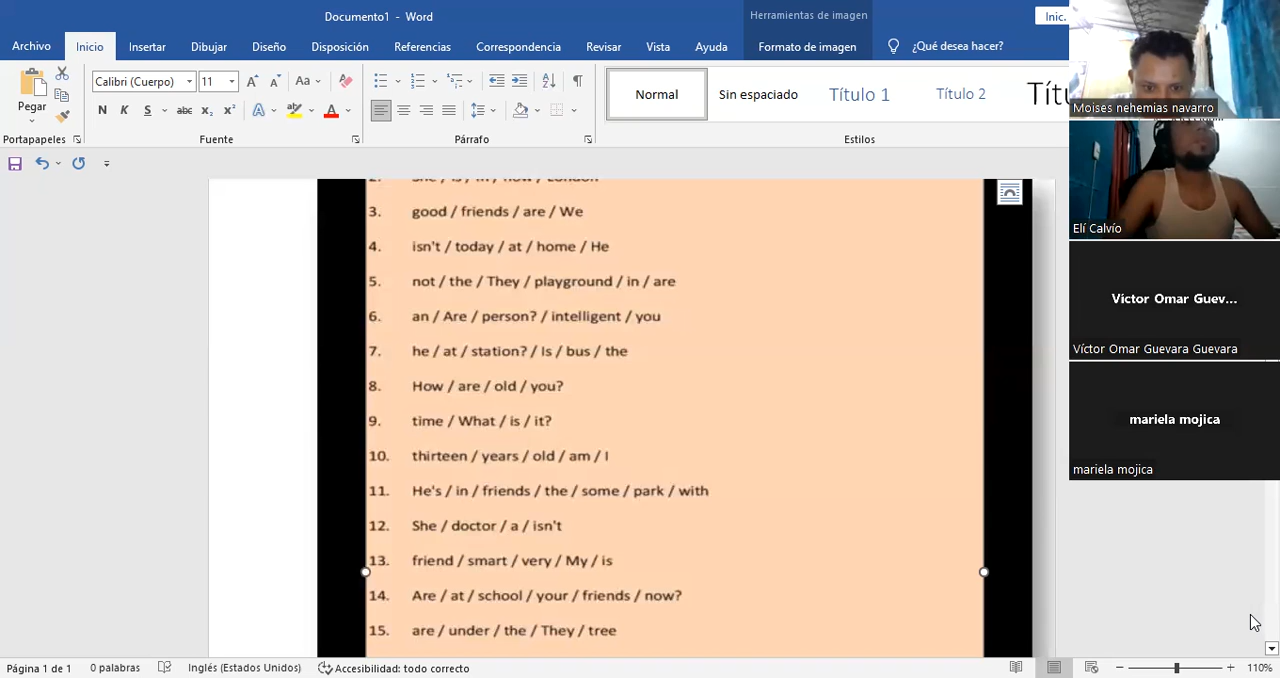 Documento1 - Word
Herramientas de imagen
Inic.
Archivo
Inicio
Insertar
Dibujar
Diseño
Disposición
Referencias
Correspondencia
Revisar
Vista
Ayuda
Formato de imagen
¿Qué desea hacer?
Pegar
Calibri (Cuerpo)
11
Aa
N K S abc x₂ x²
Normal
Sin espaciado
Título 1
Título 2
Títu
Portapapeles
Fuente
Párrafo
Estilos
3. good / friends / are / We
4. isn't / today / at / home / He
5. not / the / They / playground / in / are
6. an / Are / person? / intelligent / you
7. he / at / station? / Is / bus / the
8. How / are / old / you?
9. time / What / is / it?
10. thirteen / years / old / am / I
11. He's / in / friends / the / some / park / with
12. She / doctor / a / isn't
13. friend / smart / very / My / is
14. Are / at / school / your / friends / now?
15. are / under / the / They / tree
Moises nehemias navarro
Elí Calvío
Víctor Omar Guev...
Víctor Omar Guevara Guevara
mariela mojica
mariela mojica
Página 1 de 1
0 palabras
Inglés (Estados Unidos)
Accesibilidad: todo correcto
110%